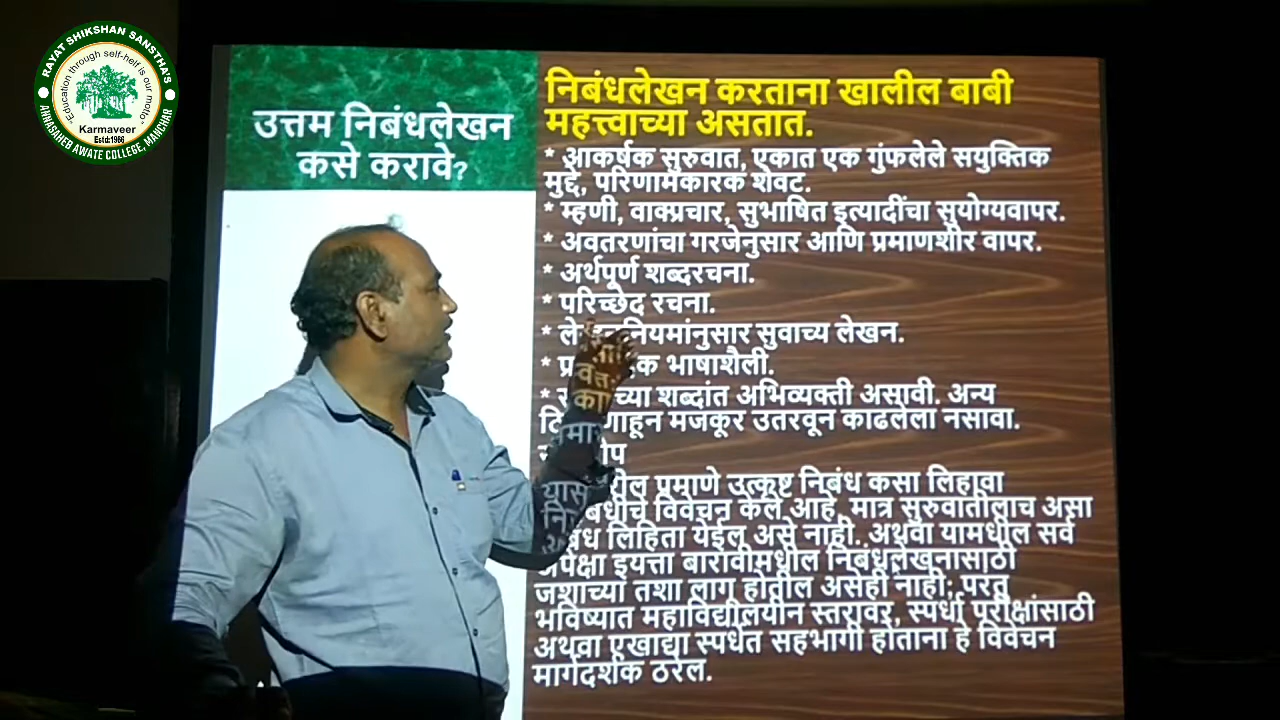 RAYAT SHIKSHAN SANSTHA'S
"Education through self-help is our motto"
Karmaveer
Estd:1966
ANNASAHEB AWATE COLLEGE, MANCHAR
उत्तम निबंधलेखन
कसे करावे?
निबंधलेखन करताना खालील बाबी
महत्त्वाच्या असतात.
* आकर्षक सुरुवात, एकात एक गुंफलेले सयुक्तिक
मुद्दे, परिणामकारक शेवट.
* म्हणी, वाक्प्रचार, सुभाषित इत्यादींचा सुयोग्यवापर.
* अवतरणांचा गरजेनुसार आणि प्रमाणशीर वापर.
* अर्थपूर्ण शब्दरचना.
* परिच्छेद रचना.
* सुवाच्य लेखन.
* भाषाशैली.
* शब्दांत अभिव्यक्ती असावी. अन्य
मजकूर उतरवून काढलेला नसावा.
प्रमाणे उत्कृष्ट निबंध कसा लिहावा
विवेचन केले आहे, मात्र सुरुवातीलाच असा
लिहिता येईल असे नाही. अथवा यामधील सर्व
अपेक्षा इयत्ता बारावीमधील निबंधलेखनासाठी
जशाच्या तशा लागू होतील असेही नाही; परंतु
भविष्यात महाविद्यालयीन स्तरावर, स्पर्धा परीक्षांसाठी
अथवा एखाद्या स्पर्धेत सहभागी होताना हे विवेचन
मार्गदर्शक ठरेल.